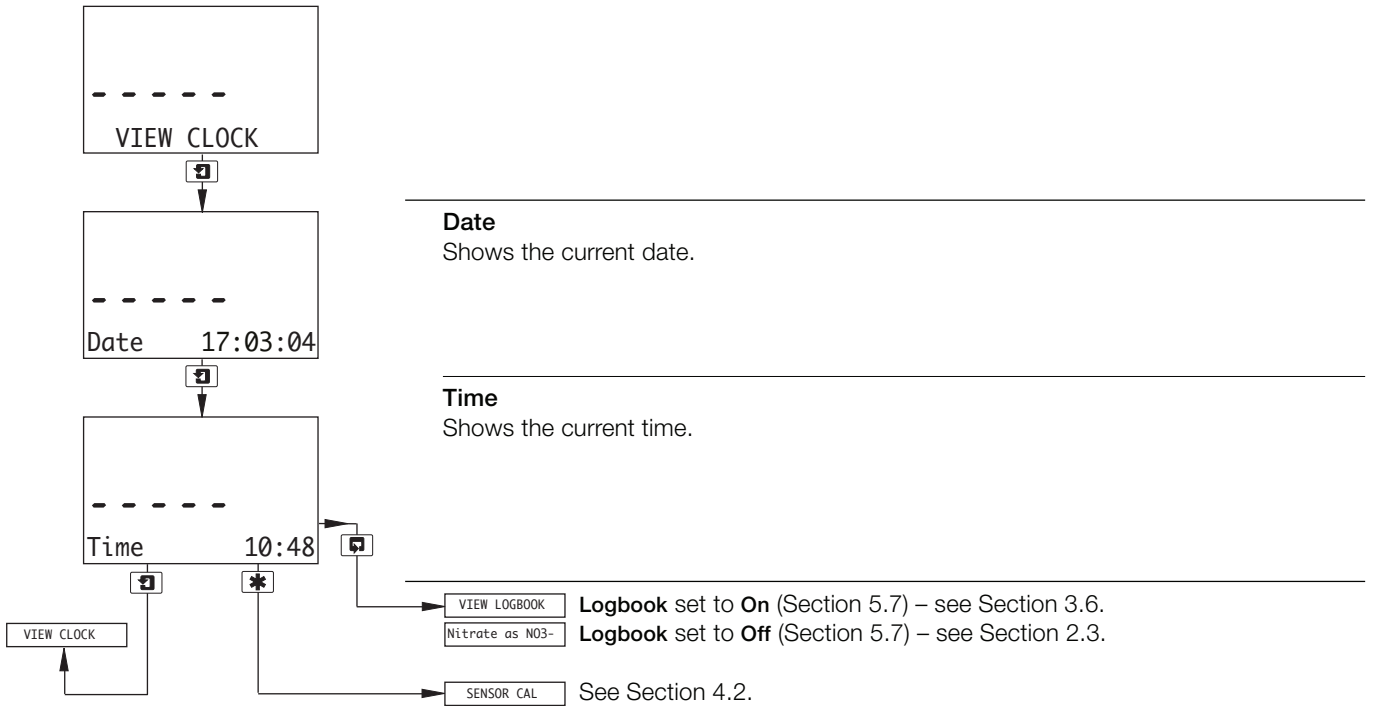 VIEW CLOCK
Date 17:03:04
Date
Shows the current date.
Time 10:48
Time
Shows the current time.
VIEW LOGBOOK Logbook set to On (Section 5.7) – see Section 3.6.
Nitrate as NO3- Logbook set to Off (Section 5.7) – see Section 2.3.
VIEW CLOCK
SENSOR CAL See Section 4.2.